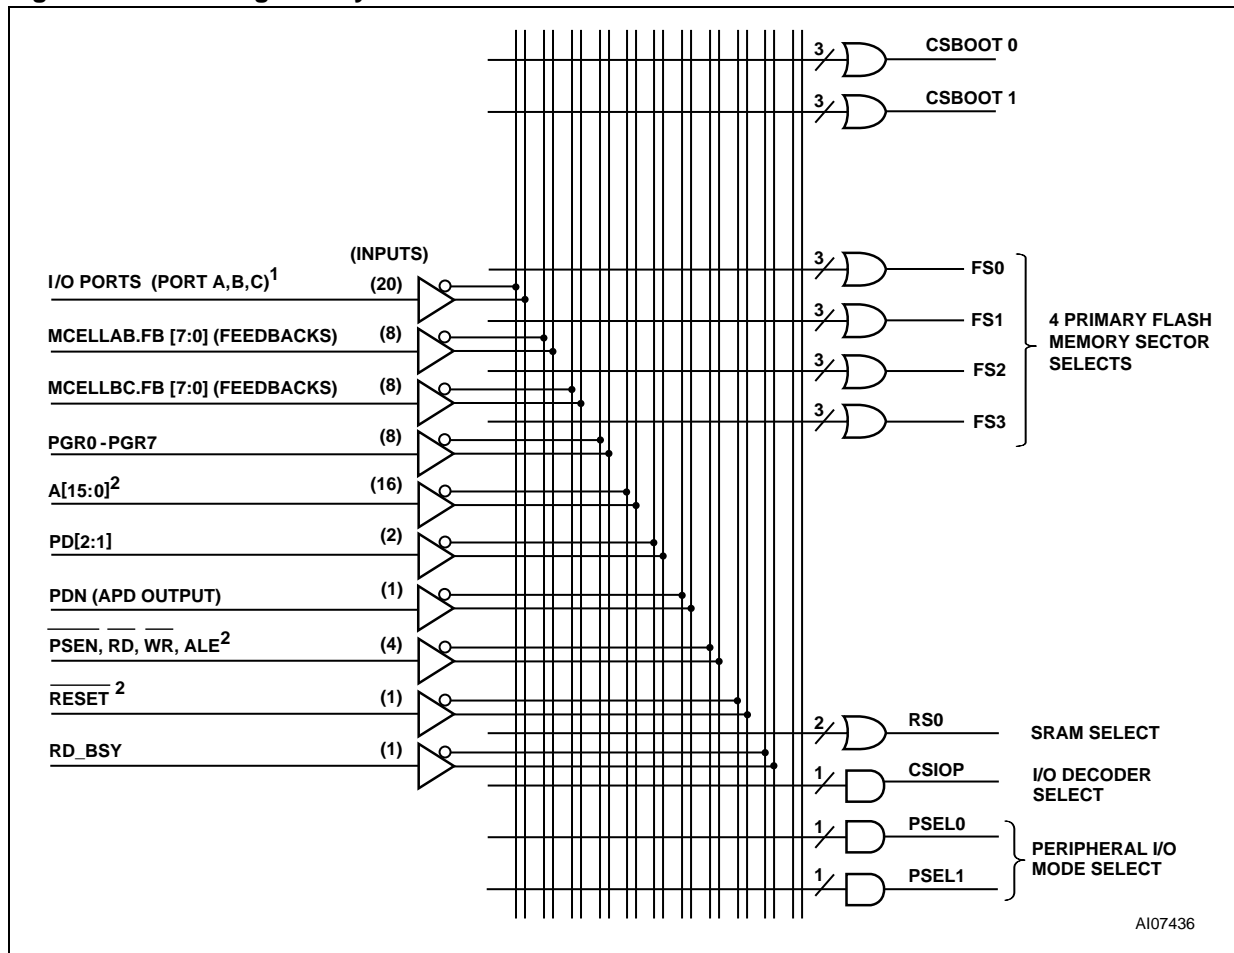 3 CSBOOT 0
3 CSBOOT 1
(INPUTS)
I/O PORTS (PORT A,B,C)1 (20)
MCELLAB.FB [7:0] (FEEDBACKS) (8)
MCELLBC.FB [7:0] (FEEDBACKS) (8)
PGR0 -PGR7 (8)
A[15:0]2 (16)
PD[2:1] (2)
PDN (APD OUTPUT) (1)
PSEN, RD, WR, ALE2 (4)
RESET 2 (1)
RD_BSY (1)
3 FS0
3 FS1
3 FS2
3 FS3
4 PRIMARY FLASH
MEMORY SECTOR
SELECTS
2 RS0 SRAM SELECT
1 CSIOP I/O DECODER
SELECT
1 PSEL0
1 PSEL1
PERIPHERAL I/O
MODE SELECT
AI07436